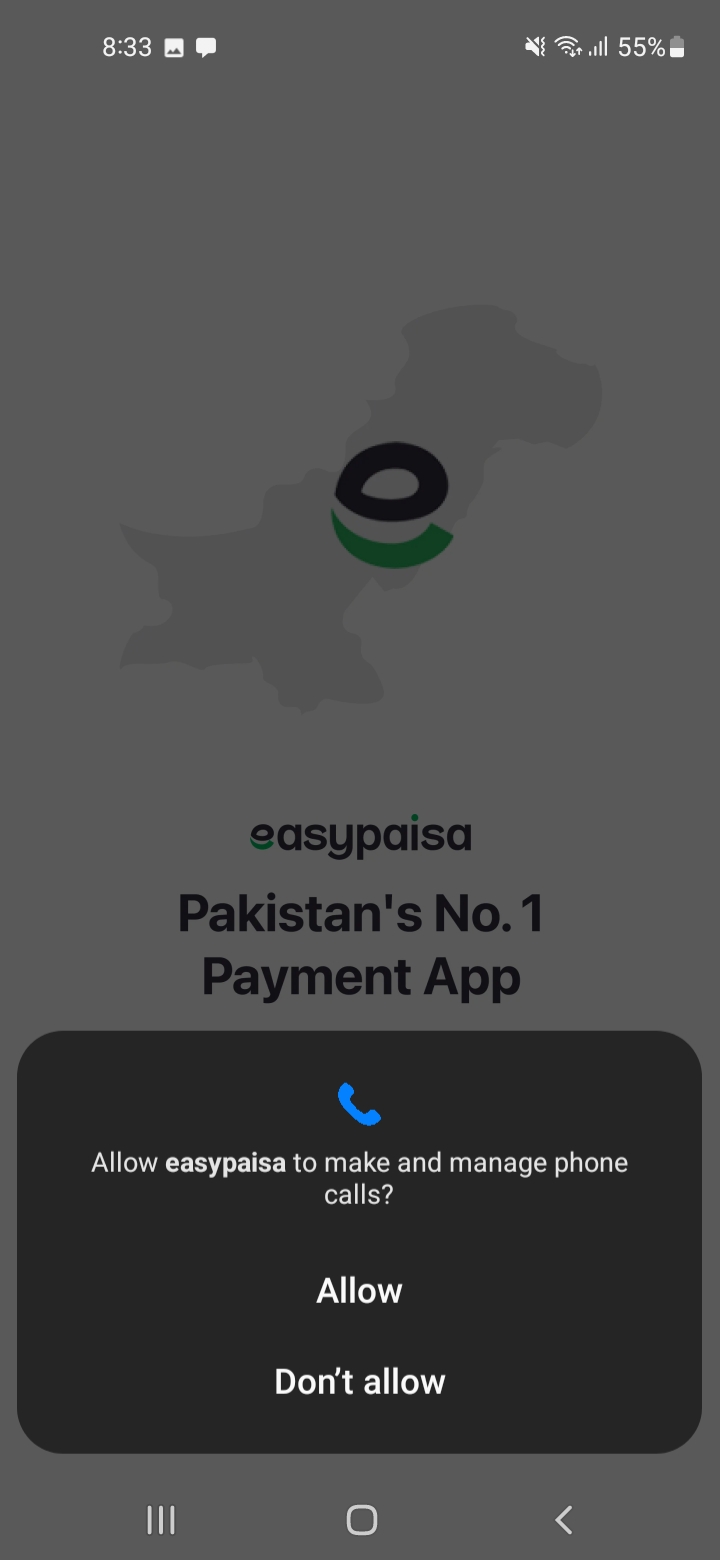 8:33
55%
easypaisa
Pakistan's No. 1
Payment App
Allow easypaisa to make and manage phone
calls?
Allow
Don’t allow